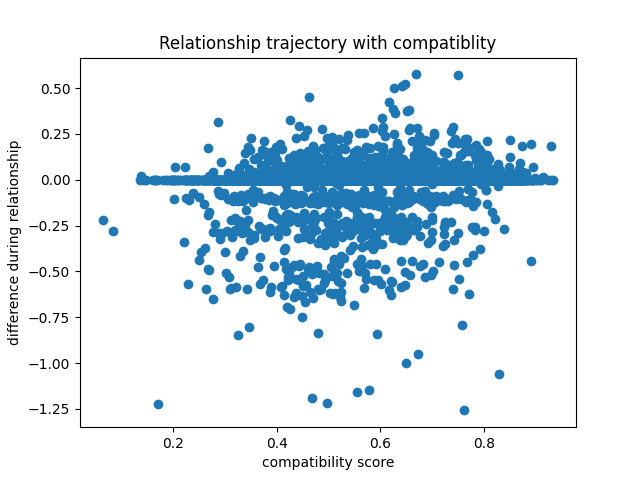 Relationship trajectory with compatiblity
difference during relationship
0.50
0.25
0.00
−0.25
−0.50
−0.75
−1.00
−1.25
0.2 0.4 0.6 0.8
compatibility score